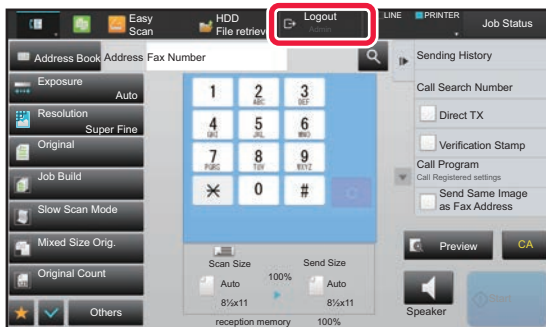 Easy
Scan
HDD
File retriev
Logout
Admin
LINE
PRINTER
Job Status
Address Book
Address
Fax Number
Sending History
Exposure
Auto
Call Search Number
Resolution
Super Fine
Direct TX
Original
Verification Stamp
Job Build
Call Program
Call Registered settings
Slow Scan Mode
Send Same Image
as Fax Address
Mixed Size Orig.
Original Count
Others
1
2
ABC
3
DEF
4
GHI
5
JKL
6
MNO
7
PQRS
8
TUV
9
WXYZ
0
#
Scan Size
Send Size
100%
Auto
Auto
8½x11
8½x11
reception memory 100%
Preview
CA
Speaker
Start